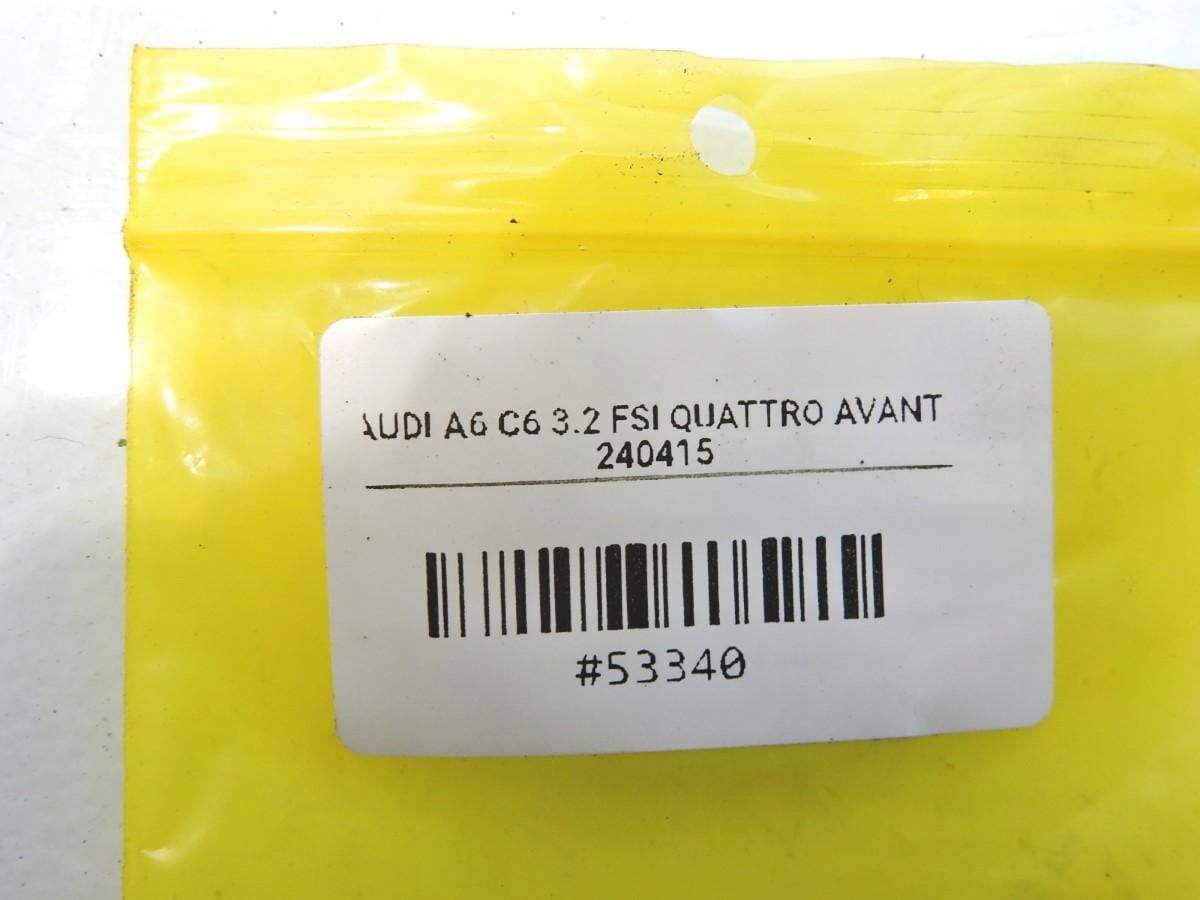 AUDI A6 C6 3.2 FSI QUATTRO AVANT
240415
#53340